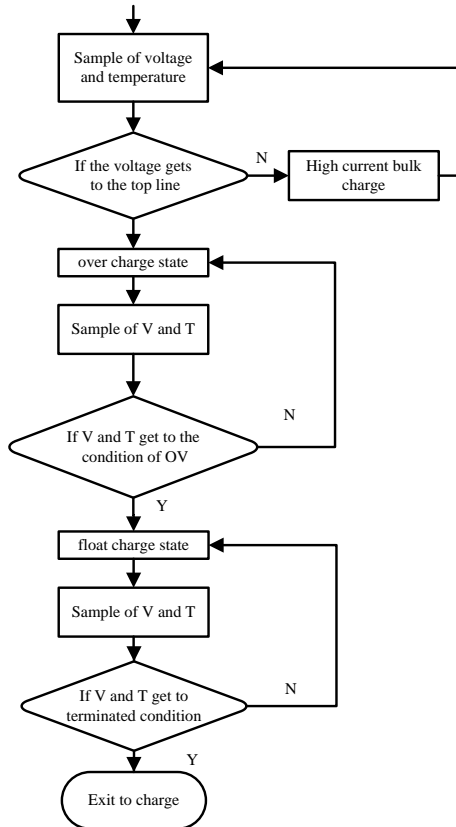 Sample of voltage
and temperature
If the voltage gets
to the top line
N
High current bulk
charge
over charge state
Sample of V and T
If V and T get to the
condition of OV
N
Y
float charge state
Sample of V and T
If V and T get to
terminated condition
N
Y
Exit to charge